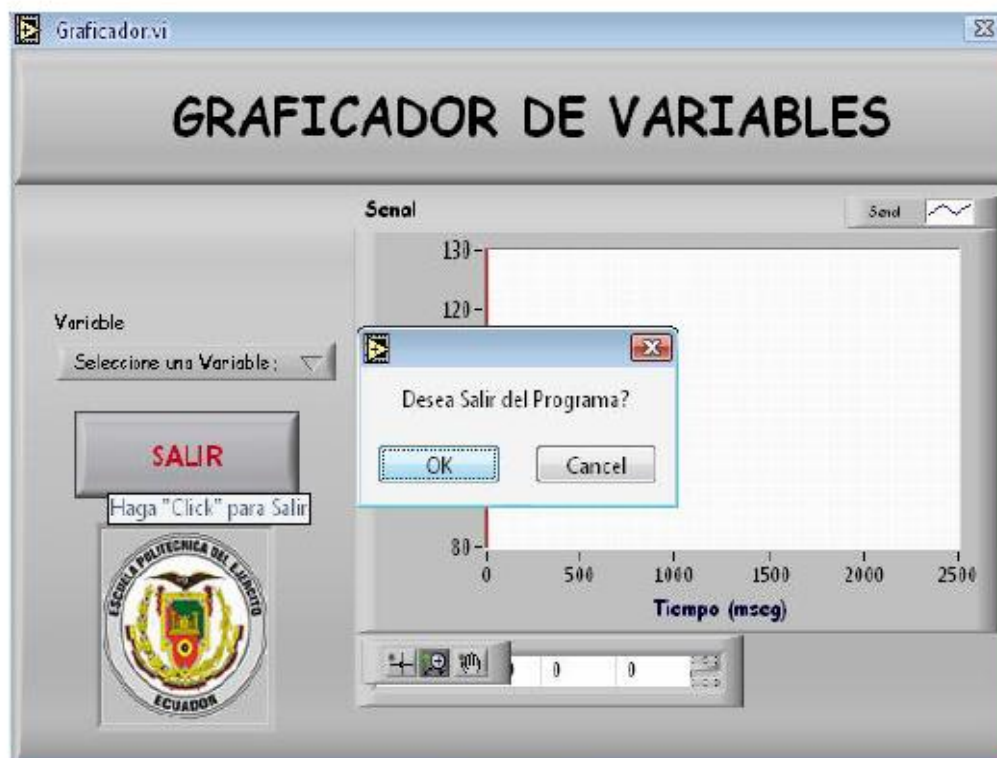 Graficador.vi
GRAFICADOR DE VARIABLES
Senal
130
120
80
0 500 1000 1500 2000 2500
Tiempo (mseg)
Variable
Seleccione una Variable:
SALIR
Haga "Click" para Salir
ESCUELA POLITECNICA DEL EJERCITO
ECUADOR
Desea Salir del Programa?
OK
Cancel
0 0